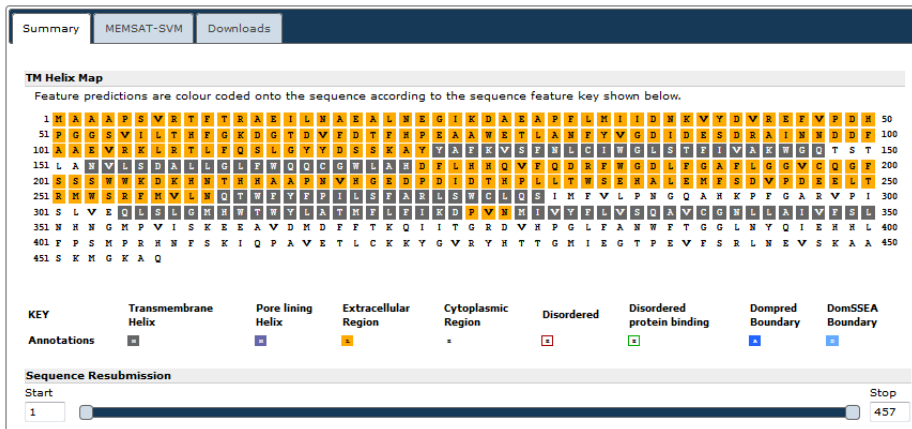 Summary MEMSAT-SVM Downloads
TM Helix Map
Feature predictions are colour coded onto the sequence according to the sequence feature key shown below.
1 M A A A P S V R T F T R A E I L N A E A L N E G I K D A E A P F L M I I D N K V Y D V R E F V P D H 50
51 P G G S V I L T H F G K D G T D V F D T F H P E A A W E T L A N F Y V G D I D E S D R A I N N D D F 100
101 A A E V R K L R T L F Q S L G Y Y D S S K A Y Y A F K V S F N L C I W G L S T F I V A K W G Q T S T 150
151 L A N V L S D A L L G L F W Q Q C G W L A H D F L H H Q V F Q D R F W G D L F G A F L G G V C Q G F 200
201 S S S W W K D K H N T H H A A P N V H G E D P D I D T H P L L T W S E H A L E M F S D V P D E E L T 250
251 R M W S R F M V L N Q T W F Y F P I L S F A R L S W C L Q S I M F V L P N G Q A H K P F G A R V P I 300
301 S L V E Q L S L G M H W T W Y L A T M F L F I K D P V N M I V Y F L V S Q A V C G N L L A I V F S L 350
351 N H N G M P V I S K E E A V D M D F F T K Q I I T G R D V H P G L F A N W F T G G L N Y Q I E H H L 400
401 F P S M P R H N F S K I Q P A V E T L C K K Y G V R Y H T T G M I E G T P E V F S R L N E V S K A A 450
451 S K M G K A Q
KEY Transmembrane Helix Pore lining Helix Extracellular Region Cytoplasmic Region Disordered Disordered protein binding Dompred Boundary DomSSEA Boundary
Annotations
Sequence Resubmission
Start Stop
1 457